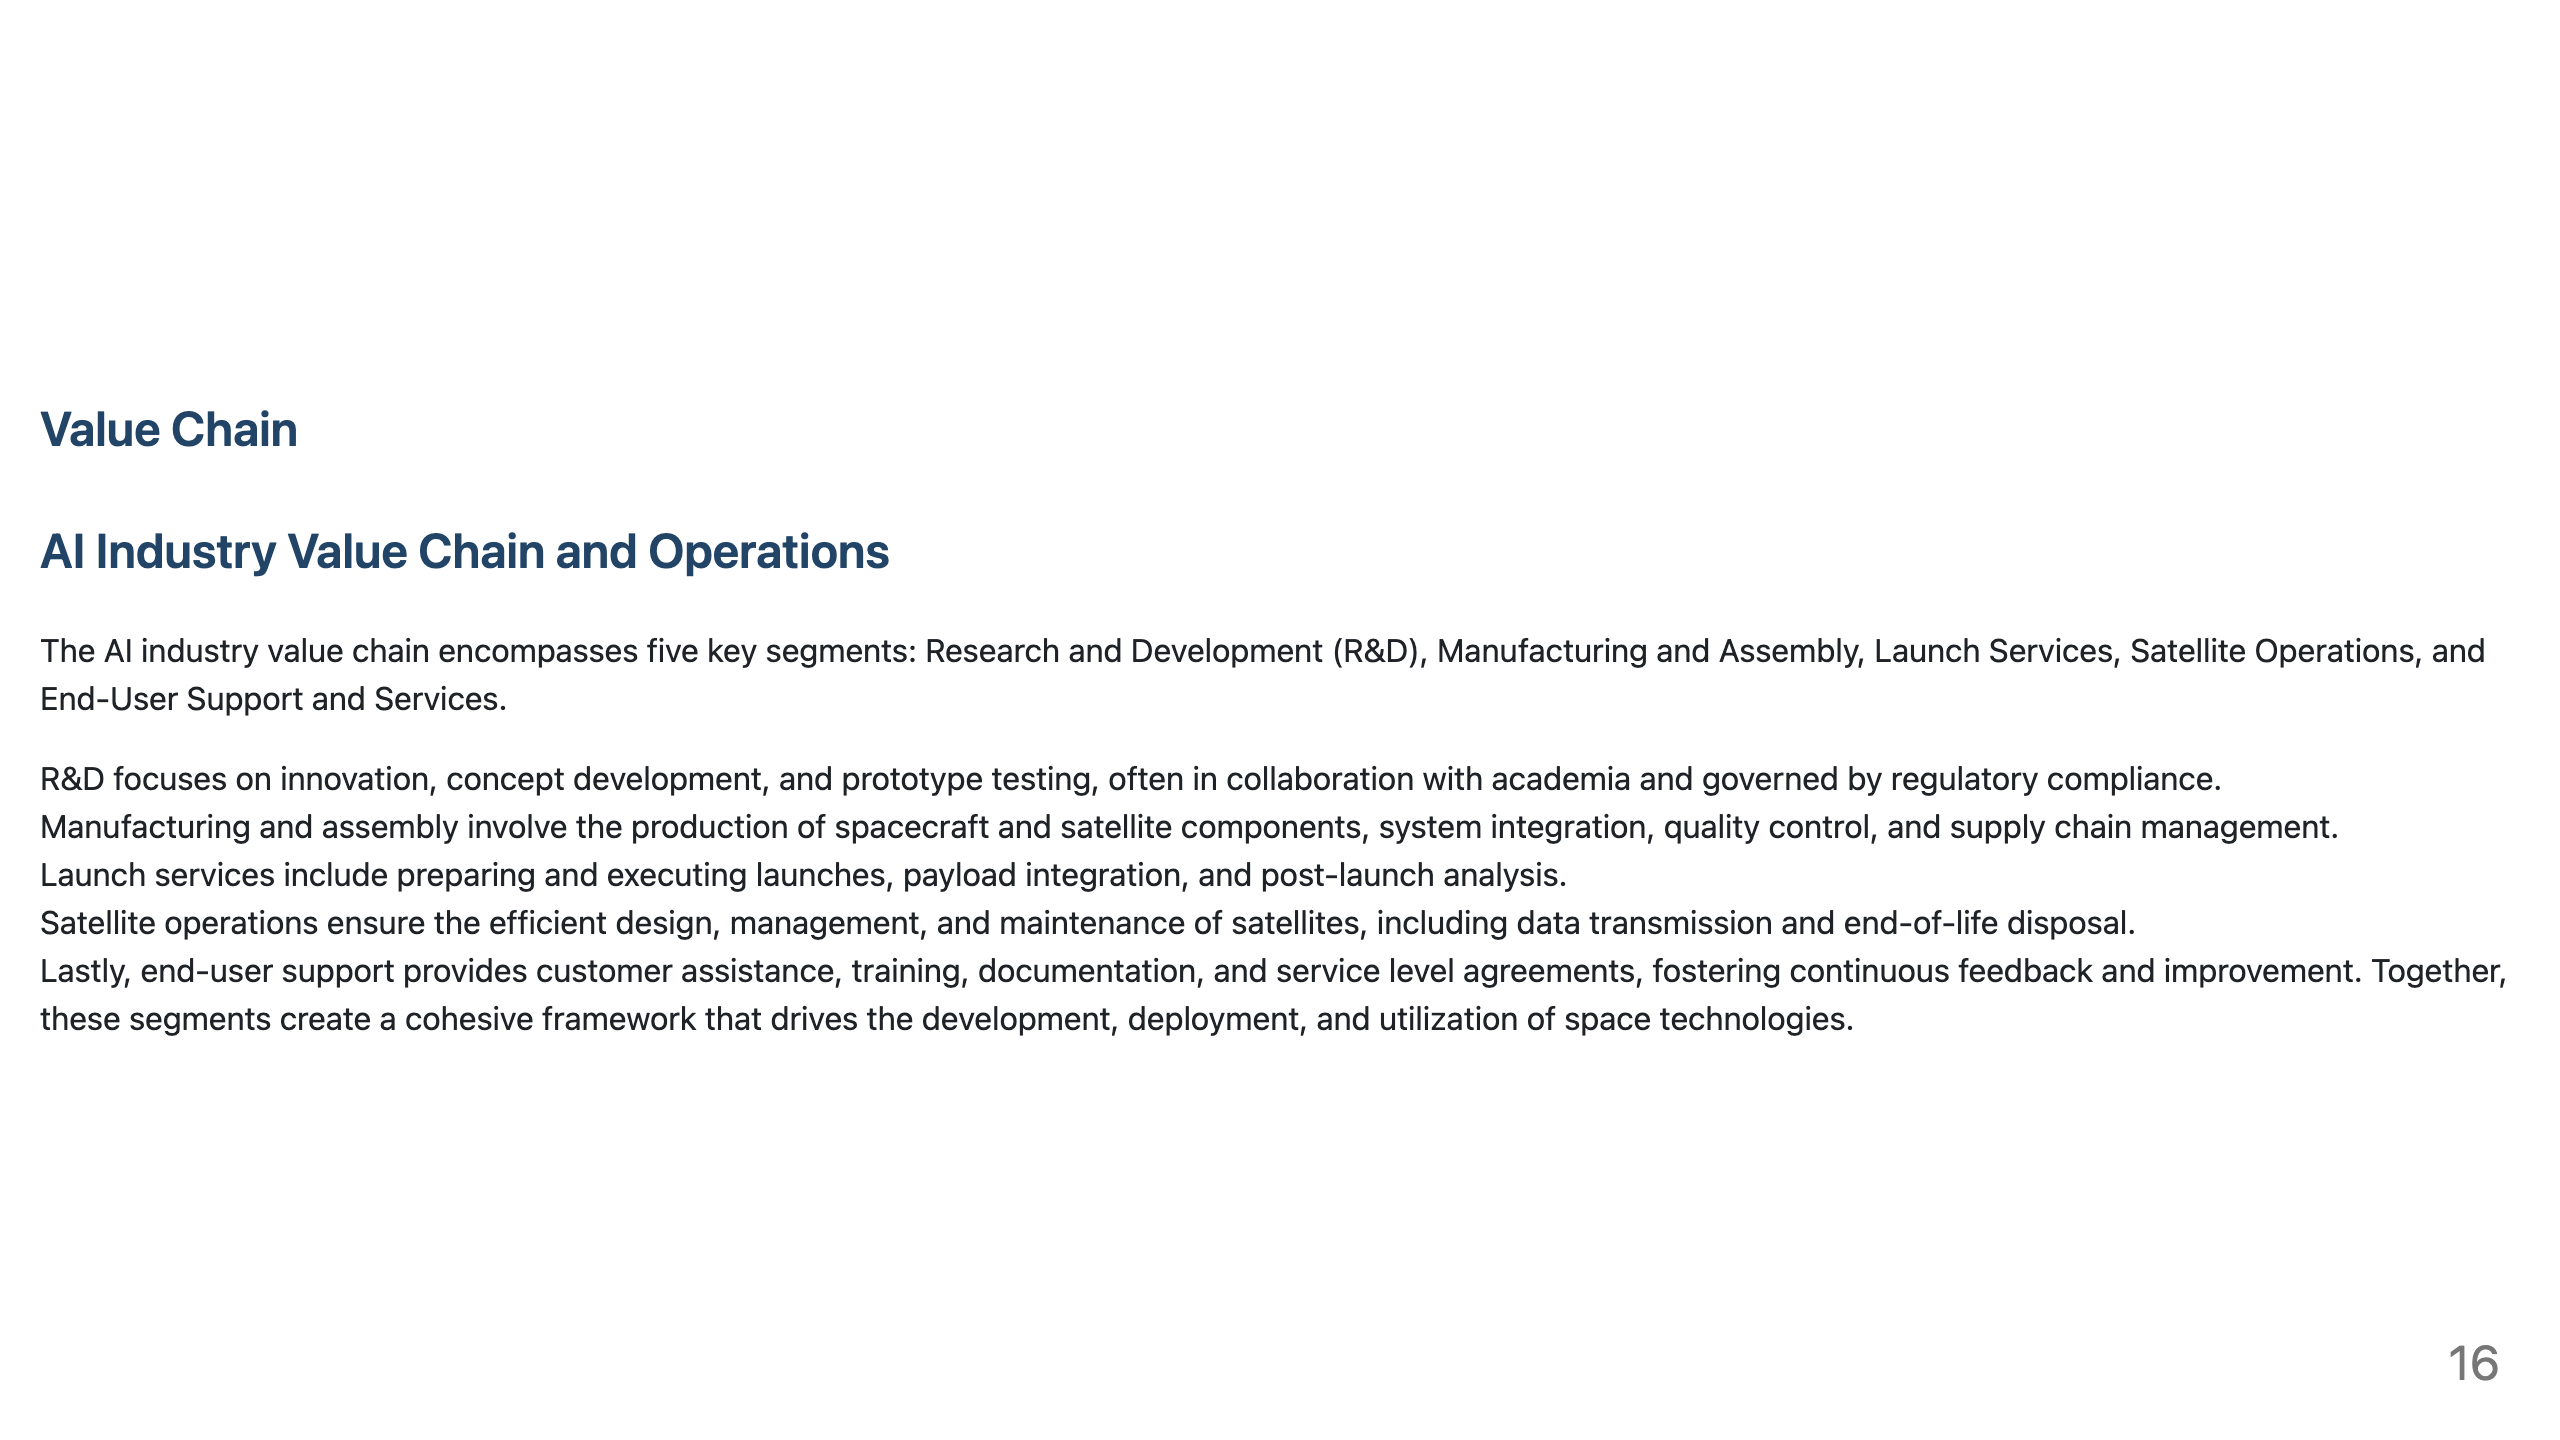 Value Chain
AI Industry Value Chain and Operations
The AI industry value chain encompasses five key segments: Research and Development (R&D), Manufacturing and Assembly, Launch Services, Satellite Operations, and
End-User Support and Services.
R&D focuses on innovation, concept development, and prototype testing, often in collaboration with academia and governed by regulatory compliance.
Manufacturing and assembly involve the production of spacecraft and satellite components, system integration, quality control, and supply chain management.
Launch services include preparing and executing launches, payload integration, and post-launch analysis.
Satellite operations ensure the efficient design, management, and maintenance of satellites, including data transmission and end-of-life disposal.
Lastly, end-user support provides customer assistance, training, documentation, and service level agreements, fostering continuous feedback and improvement. Together,
these segments create a cohesive framework that drives the development, deployment, and utilization of space technologies.
16